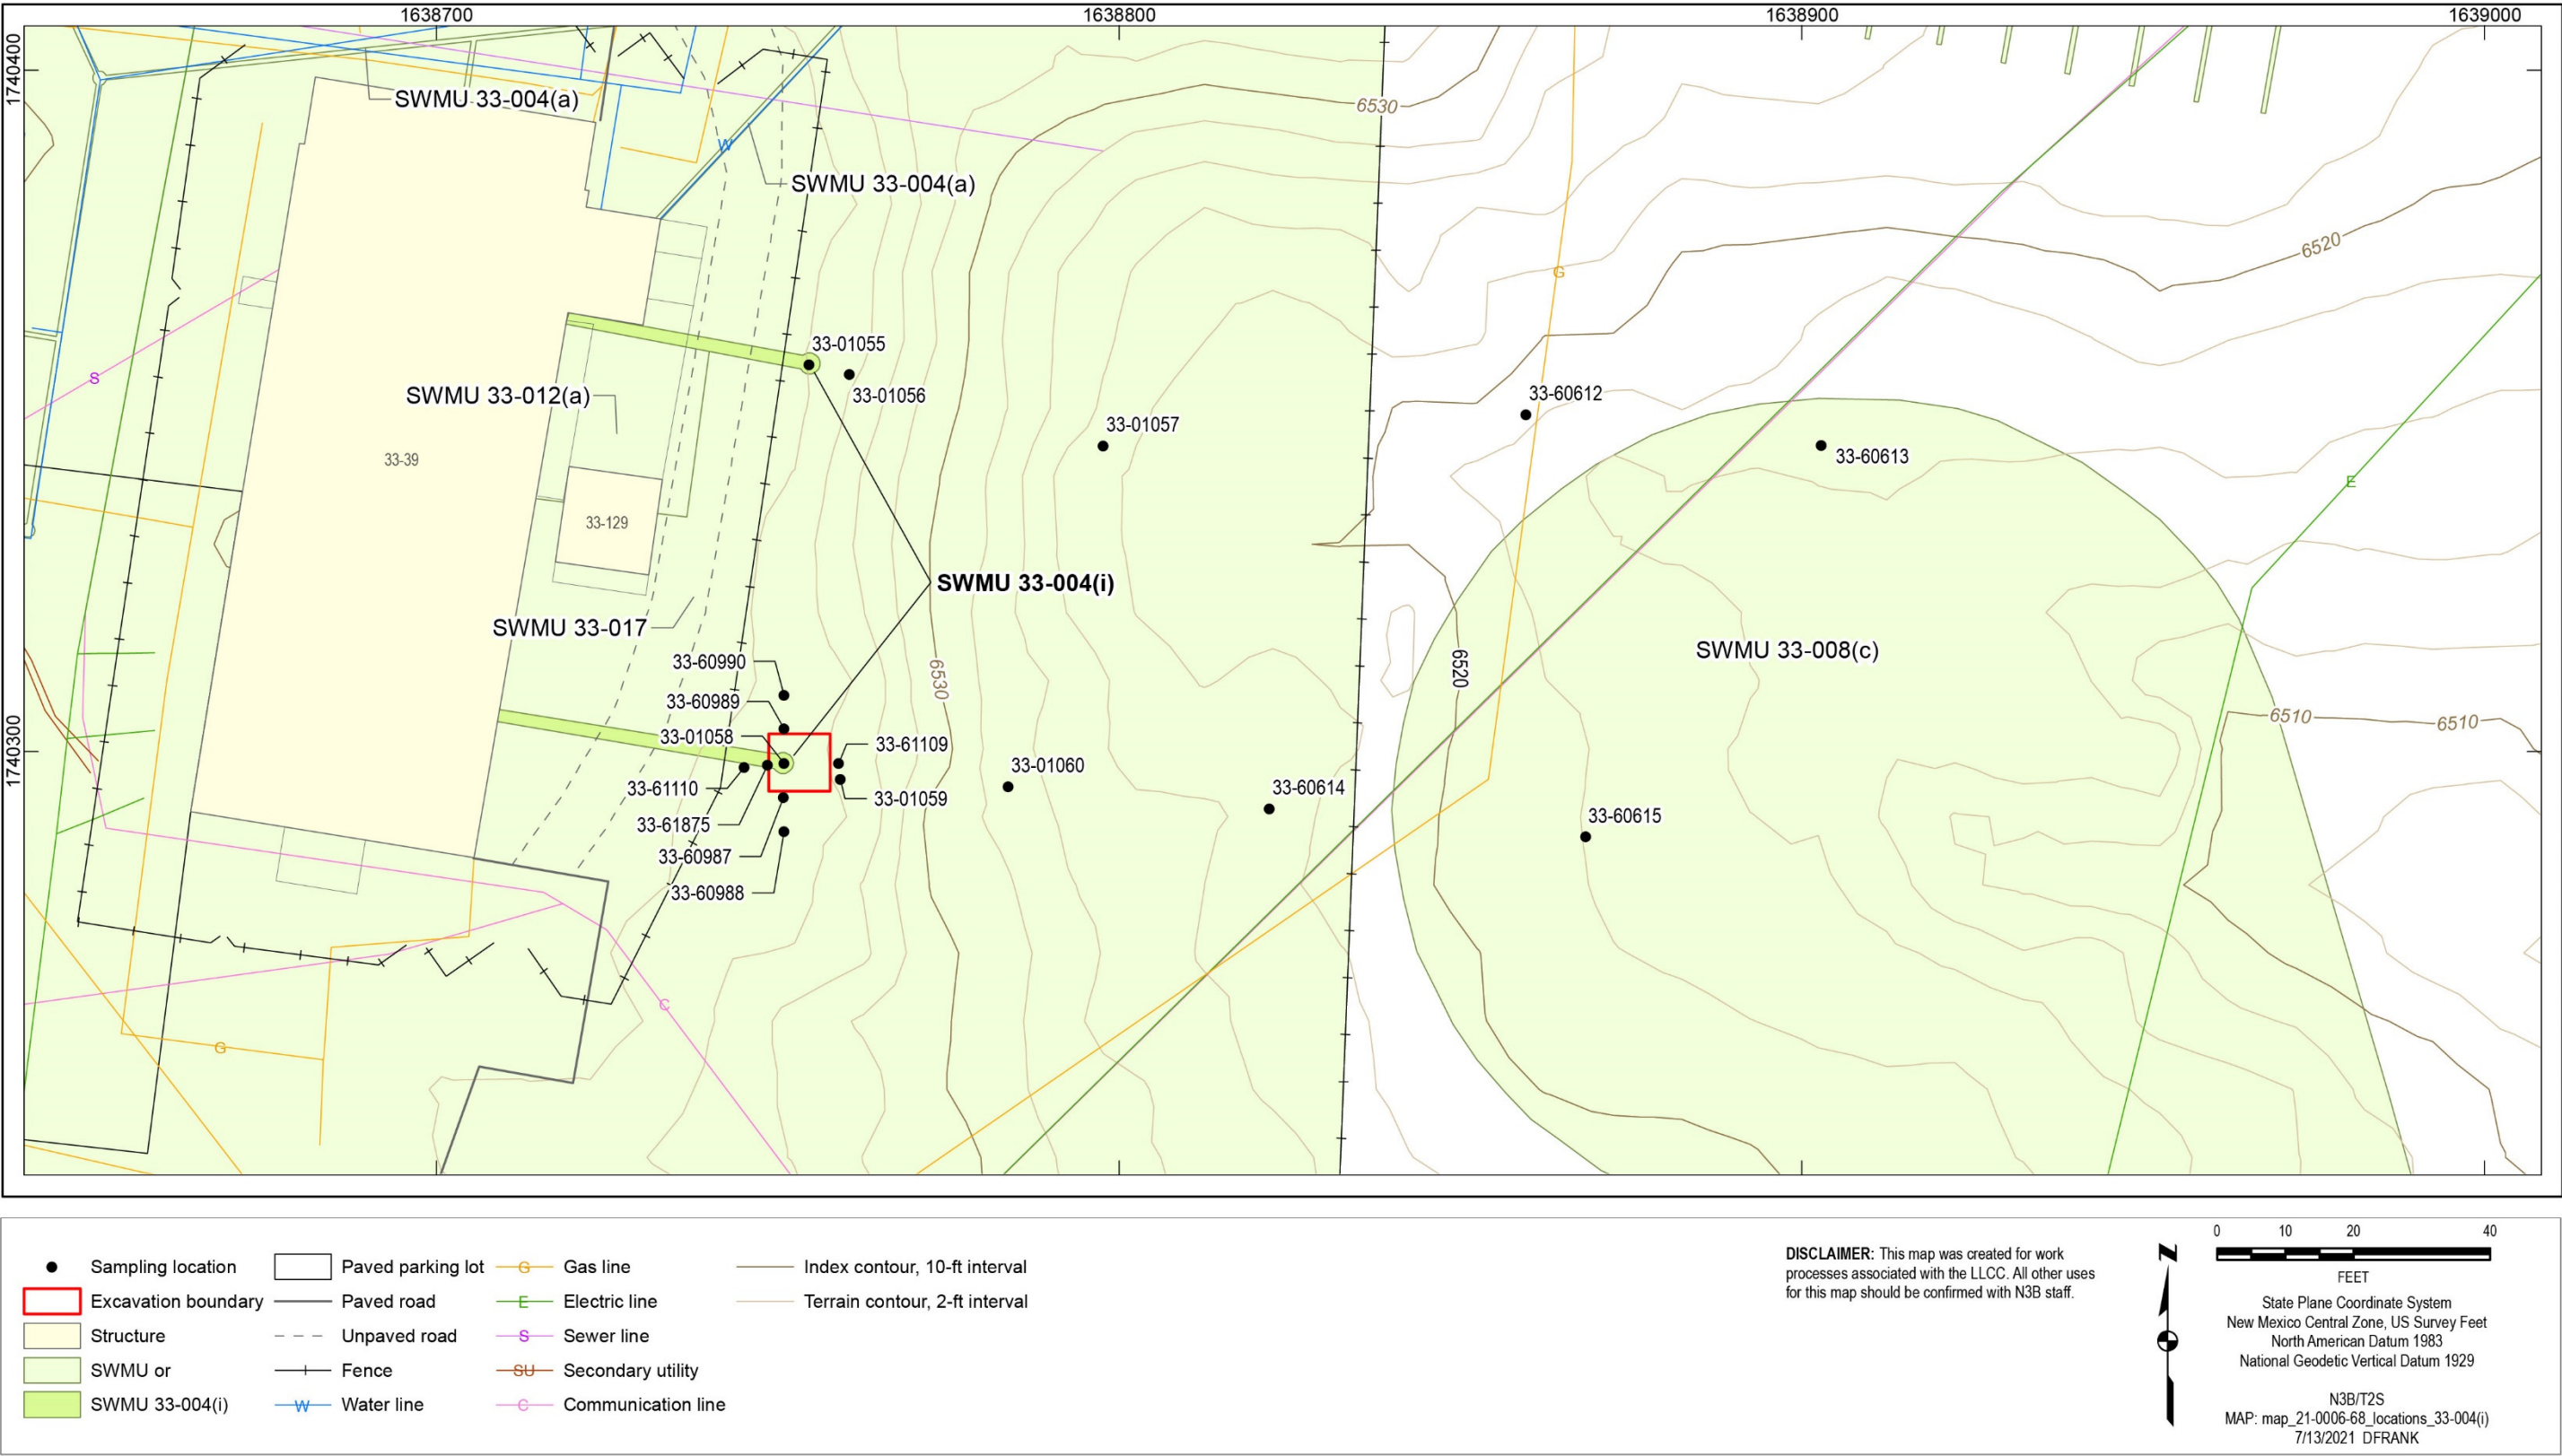 1638700
1638800
1638900
1639000
1740400
SWMU 33-004(a)
6530
W
SWMU 33-004(a)
6520
G
33-01055
S
SWMU 33-012(a)
33-01056
33-60612
33-01057
33-39
33-60613
E
33-129
SWMU 33-004(i)
SWMU 33-017
6530
6520
SWMU 33-008(c)
33-60990
33-60989
33-01058
33-61109
6510
6510
1740300
33-01060
33-61110
33-01059
33-60614
33-61875
33-60615
33-60987
33-60988
C
G
Sampling location
Excavation boundary
Structure
SWMU or
SWMU 33-004(i)
Paved parking lot
Paved road
Unpaved road
Fence
W Water line
G Gas line
E Electric line
S Sewer line
SU Secondary utility
C Communication line
Index contour, 10-ft interval
Terrain contour, 2-ft interval
DISCLAIMER: This map was created for work
processes associated with the LLCC. All other uses
for this map should be confirmed with N3B staff.
N
0 10 20 40
FEET
State Plane Coordinate System
New Mexico Central Zone, US Survey Feet
North American Datum 1983
National Geodetic Vertical Datum 1929
N3B/T2S
MAP: map_21-0006-68_locations_33-004(i)
7/13/2021 DFRANK